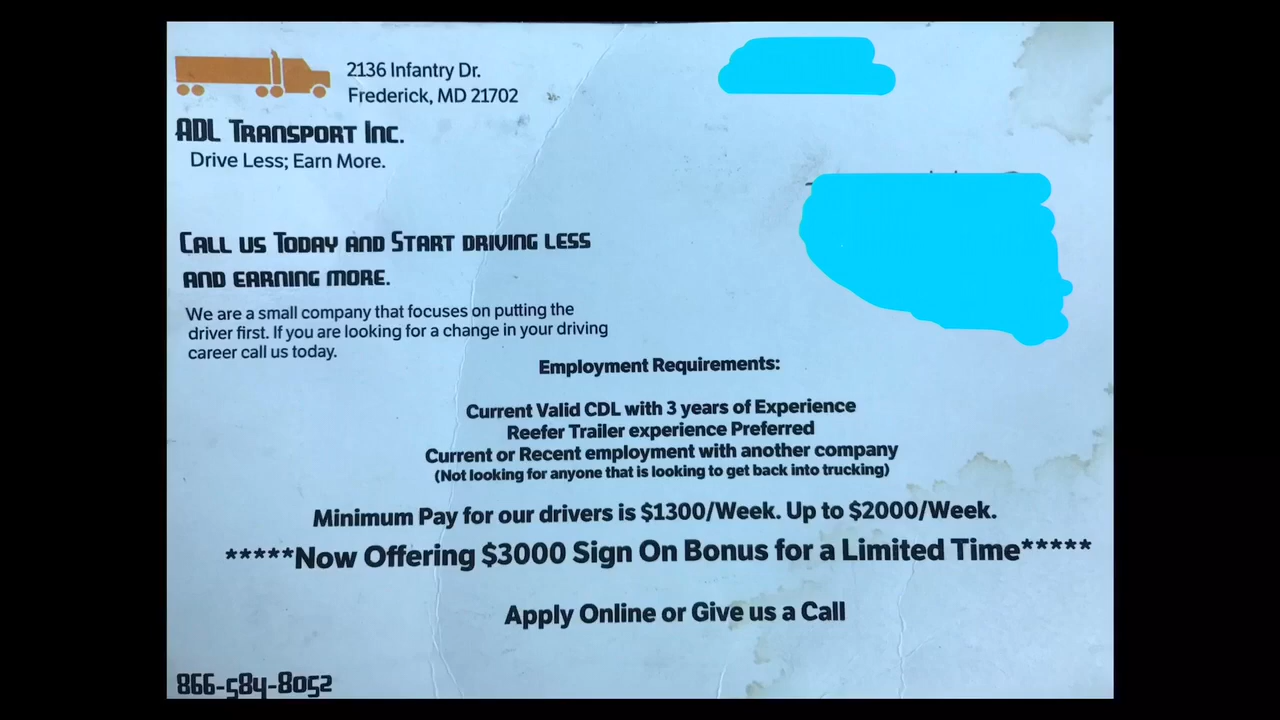 2136 Infantry Dr.
Frederick, MD 21702
ADL Transport Inc.
Drive Less; Earn More.
Call us Today and Start driving less
and earning more.
We are a small company that focuses on putting the
driver first. If you are looking for a change in your driving
career call us today.
Employment Requirements:
Current Valid CDL with 3 years of Experience
Reefer Trailer experience Preferred
Current or Recent employment with another company
(Not looking for anyone that is looking to get back into trucking)
Minimum Pay for our drivers is $1300/Week. Up to $2000/Week.
*****Now Offering $3000 Sign On Bonus for a Limited Time*****
Apply Online or Give us a Call
866-584-8052